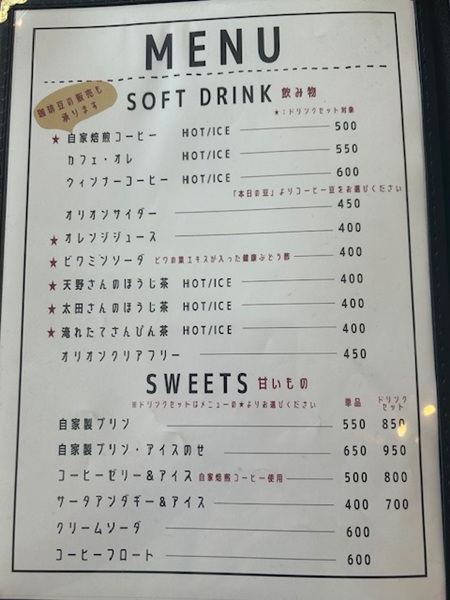 MENU
珈琲豆の販売も
承ります
SOFT DRINK 飲み物
★:ドリンクセット対象
★ 自家焙煎コーヒー HOT/ICE 500
カフェ・オレ HOT/ICE 550
ウィンナーコーヒー HOT/ICE 600
「本日の豆」よりコーヒー豆をお選びください
オリオンサイダー 450
★ オレンジジュース 400
★ ビワミンソーダ ビワの葉エキスが入った健康ぶどう酢 400
★ 天野さんのほうじ茶 HOT/ICE 400
★ 太田さんのほうじ茶 HOT/ICE 400
★ 淹れたてさんぴん茶 HOT/ICE 400
オリオンクリアフリー 450
SWEETS 甘いもの
※ドリンクセットはメニューの★よりお選びください
単品 ドリンクセット
自家製プリン 550 850
自家製プリン・アイスのせ 650 950
コーヒーゼリー&アイス 自家焙煎コーヒー使用 500 800
サータアンダギー&アイス 400 700
クリームソーダ 600
コーヒーフロート 600